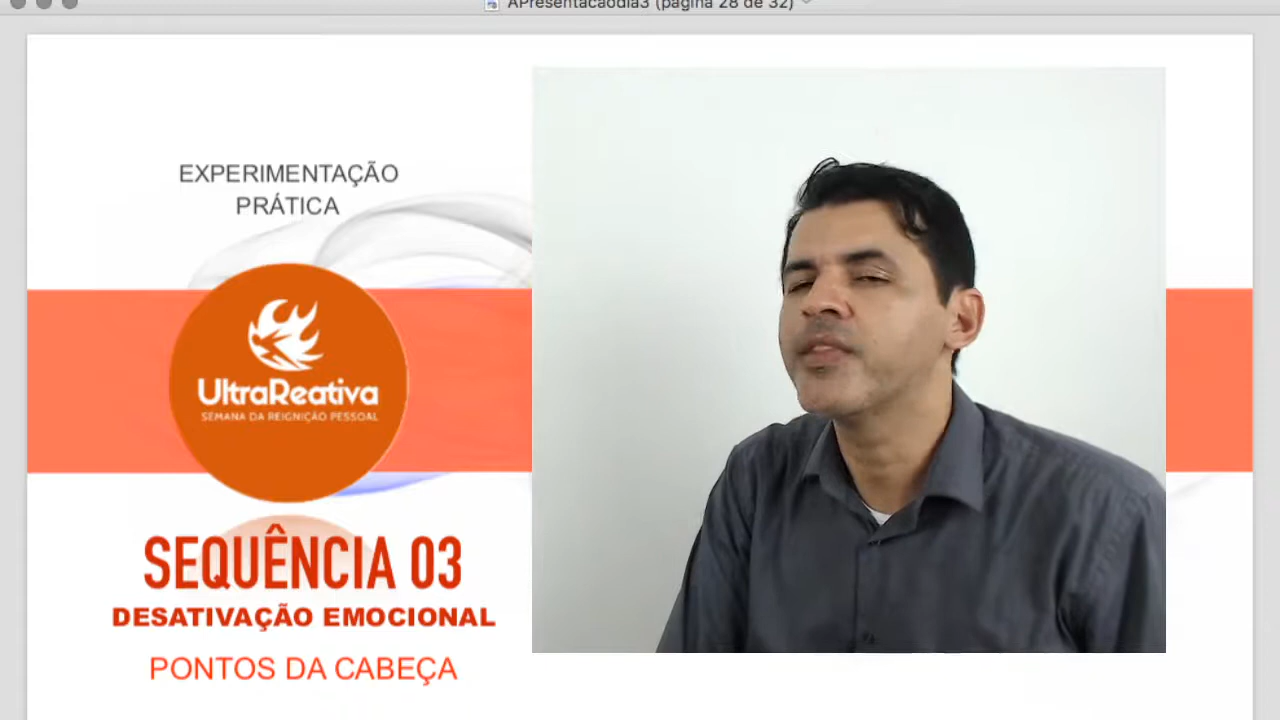 APresentacaodia3 (página 28 de 32)
EXPERIMENTAÇÃO
PRÁTICA
UltraReativa
SEMANA DA REIGNIÇÃO PESSOAL
SEQUÊNCIA 03
DESATIVAÇÃO EMOCIONAL
PONTOS DA CABEÇA